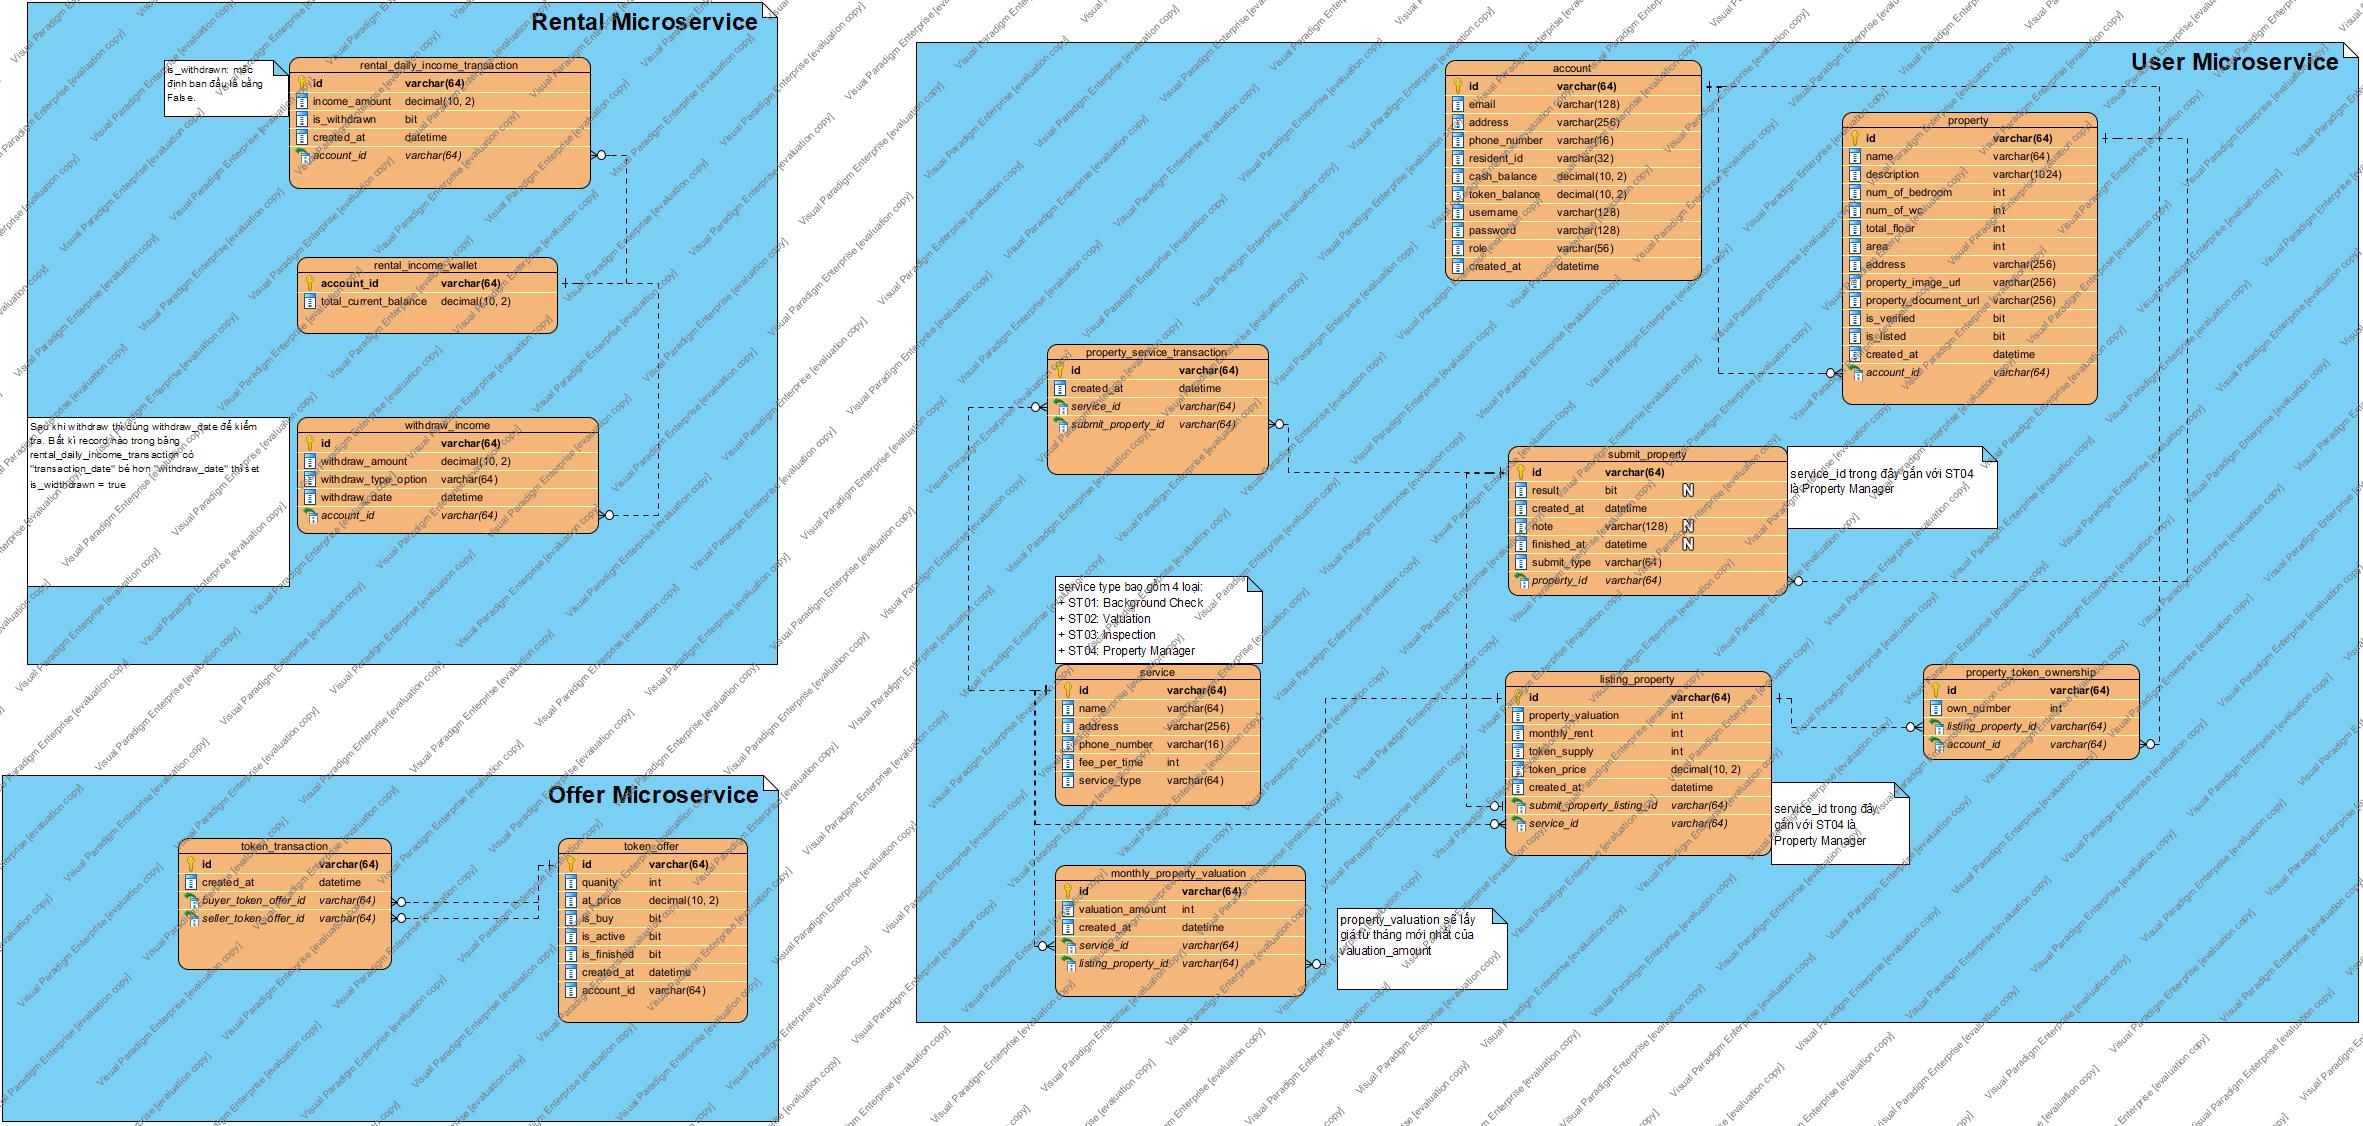 Rental Microservice
is_withdrawn: mặc
định ban đầu là bằng
False.
rental_daily_income_transaction
id varchar(64)
income_amount decimal(10, 2)
is_withdrawn bit
created_at datetime
account_id varchar(64)
rental_income_wallet
account_id varchar(64)
total_current_balance decimal(10, 2)
Sau khi withdraw thì dùng withdraw_date để kiểm
tra. Bất kì record nào trong bảng
rental_daily_income_transaction có
"transaction_date" bé hơn "withdraw_date" thì set
is_widthdrawn = true
withdraw_income
id varchar(64)
withdraw_amount decimal(10, 2)
withdraw_type_option varchar(64)
withdraw_date datetime
account_id varchar(64)
Offer Microservice
token_transaction
id varchar(64)
created_at datetime
buyer_token_offer_id varchar(64)
seller_token_offer_id varchar(64)
token_offer
id varchar(64)
quanity int
at_price decimal(10, 2)
is_buy bit
is_active bit
is_finished bit
created_at datetime
account_id varchar(64)
User Microservice
account
id varchar(64)
email varchar(128)
address varchar(256)
phone_number varchar(16)
resident_id varchar(32)
cash_balance decimal(10, 2)
token_balance decimal(10, 2)
username varchar(128)
password varchar(128)
role varchar(56)
created_at datetime
property
id varchar(64)
name varchar(64)
description varchar(1024)
num_of_bedroom int
num_of_wc int
total_floor int
area int
address varchar(256)
property_image_url varchar(256)
property_document_url varchar(256)
is_verified bit
is_listed bit
created_at datetime
account_id varchar(64)
property_service_transaction
id varchar(64)
created_at datetime
service_id varchar(64)
submit_property_id varchar(64)
submit_property
id varchar(64)
result bit N
created_at datetime
note varchar(128) N
finished_at datetime N
submit_type varchar(64)
property_id varchar(64)
service_id trong đây gắn với ST04
là Property Manager
service type bao gồm 4 loại:
+ ST01: Background Check
+ ST02: Valuation
+ ST03: Inspection
+ ST04: Property Manager
service
id varchar(64)
name varchar(64)
address varchar(256)
phone_number varchar(16)
fee_per_time int
service_type varchar(64)
listing_property
id varchar(64)
property_valuation int
monthly_rent int
token_supply int
token_price decimal(10, 2)
created_at datetime
submit_property_listing_id varchar(64)
service_id varchar(64)
property_token_ownership
id varchar(64)
own_number int
listing_property_id varchar(64)
account_id varchar(64)
service_id trong đây
gắn với ST04 là
Property Manager
monthly_property_valuation
id varchar(64)
valuation_amount int
created_at datetime
service_id varchar(64)
listing_property_id varchar(64)
property_valuation sẽ lấy
giá từ tháng mới nhất của
valuation_amount
Visual Paradigm Enterprise [evaluation copy]